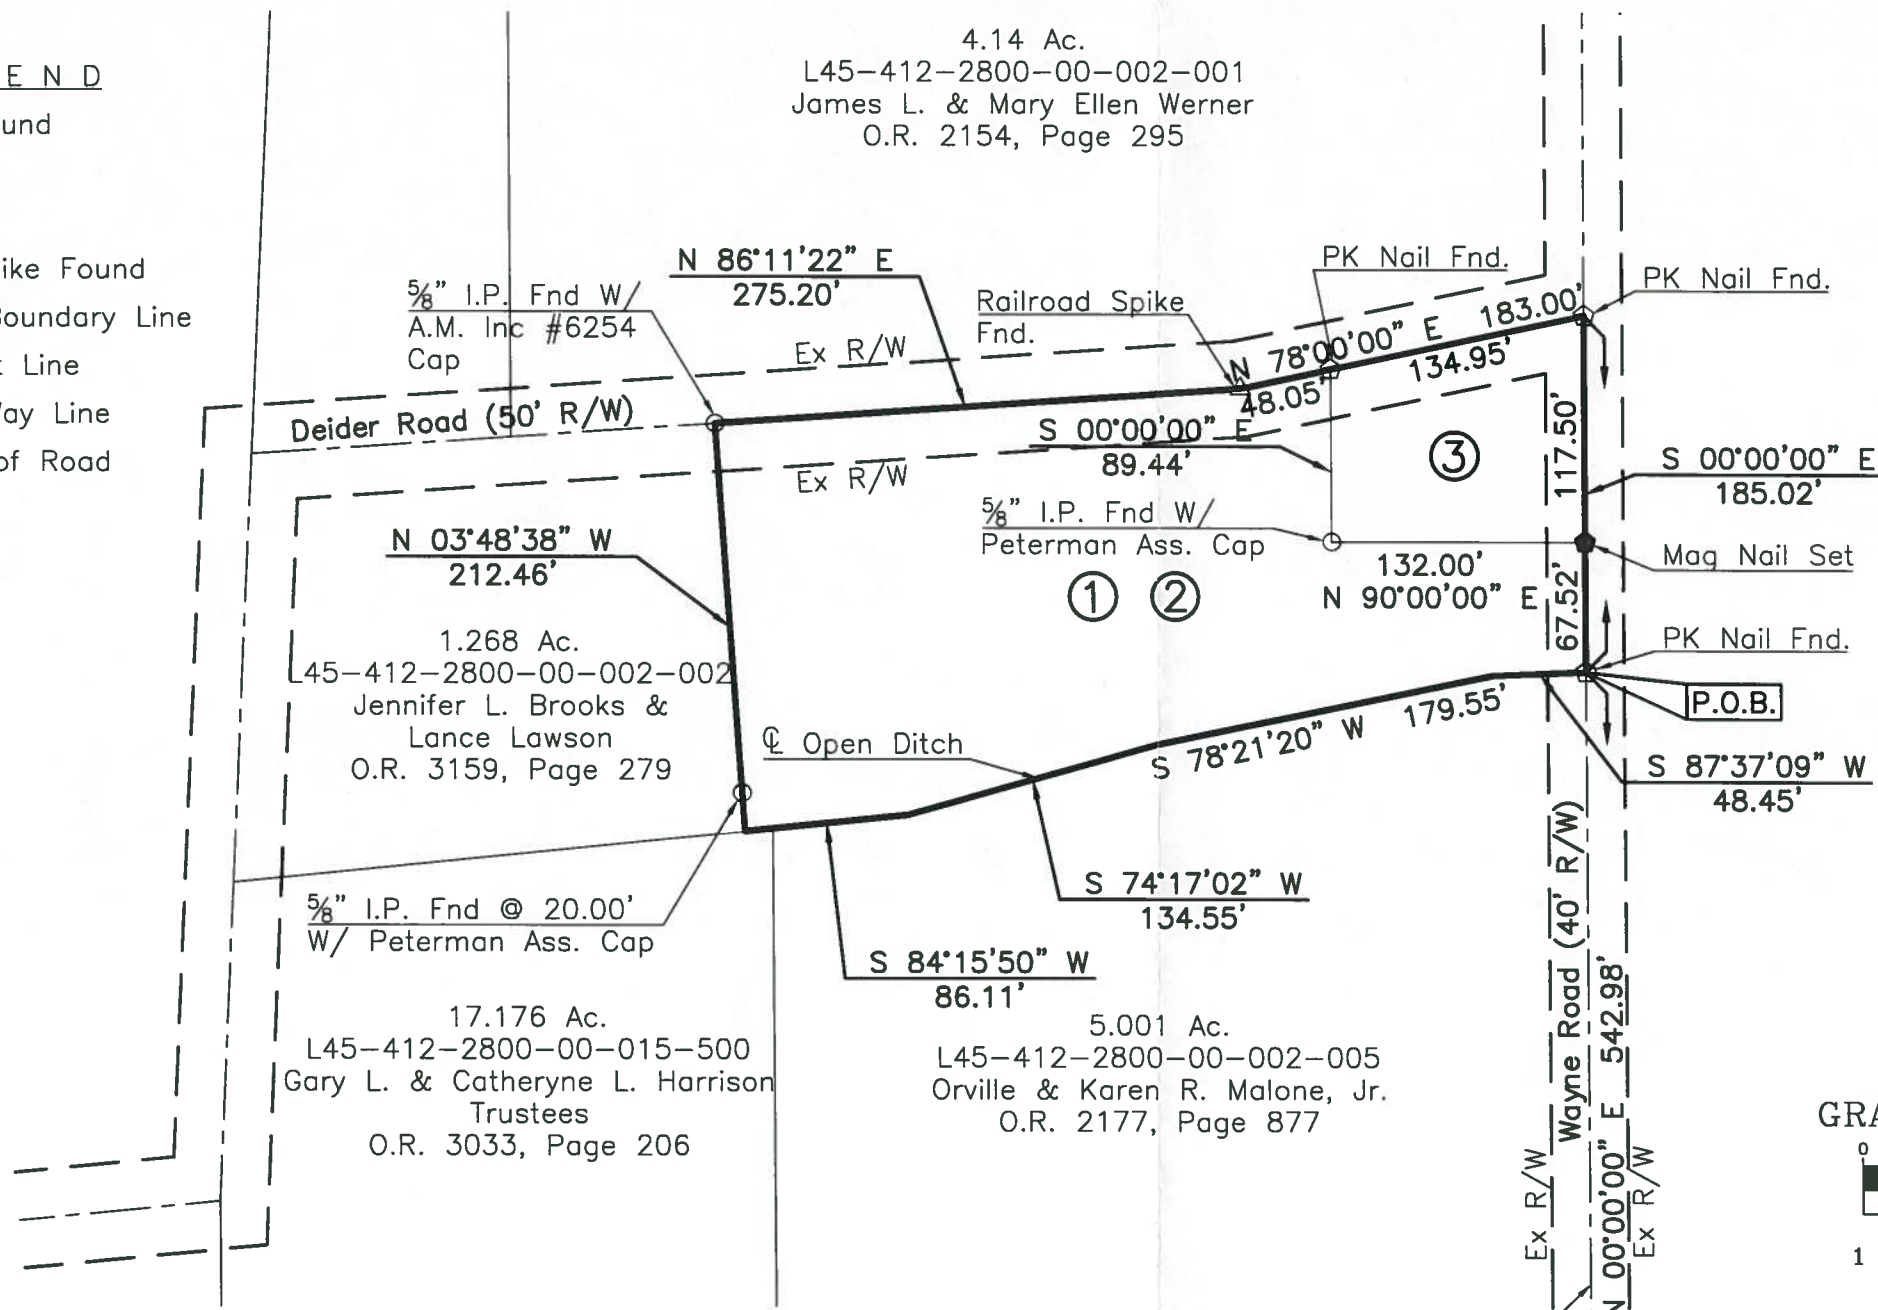 E N D
und
ike Found
Boundary Line
Line
Way Line
of Road
4.14 Ac.
L45-412-2800-00-002-001
James L. & Mary Ellen Werner
O.R. 2154, Page 295
N 86°11'22" E
275.20'
5/8" I.P. Fnd W/
A.M. Inc #6254
Cap
Railroad Spike
Fnd.
PK Nail Fnd.
PK Nail Fnd.
Ex R/W
N 78°00'00" E 183.00'
48.05'
134.95'
Deider Road (50' R/W)
Ex R/W
S 00°00'00" E
89.44'
③
117.50'
S 00°00'00" E
185.02'
5/8" I.P. Fnd W/
Peterman Ass. Cap
132.00'
N 90°00'00" E
Mag Nail Set
N 03°48'38" W
212.46'
① ②
67.52'
PK Nail Fnd.
P.O.B.
1.268 Ac.
L45-412-2800-00-002-002
Jennifer L. Brooks &
Lance Lawson
O.R. 3159, Page 279
℄ Open Ditch
S 78°21'20" W 179.55'
S 87°37'09" W
48.45'
S 74°17'02" W
134.55'
5/8" I.P. Fnd @ 20.00'
W/ Peterman Ass. Cap
S 84°15'50" W
86.11'
17.176 Ac.
L45-412-2800-00-015-500
Gary L. & Catheryne L. Harrison
Trustees
O.R. 3033, Page 206
5.001 Ac.
L45-412-2800-00-002-005
Orville & Karen R. Malone, Jr.
O.R. 2177, Page 877
Wayne Road (40' R/W)
N 00°00'00" E 542.98'
Ex R/W
Ex R/W
GRA
0
1